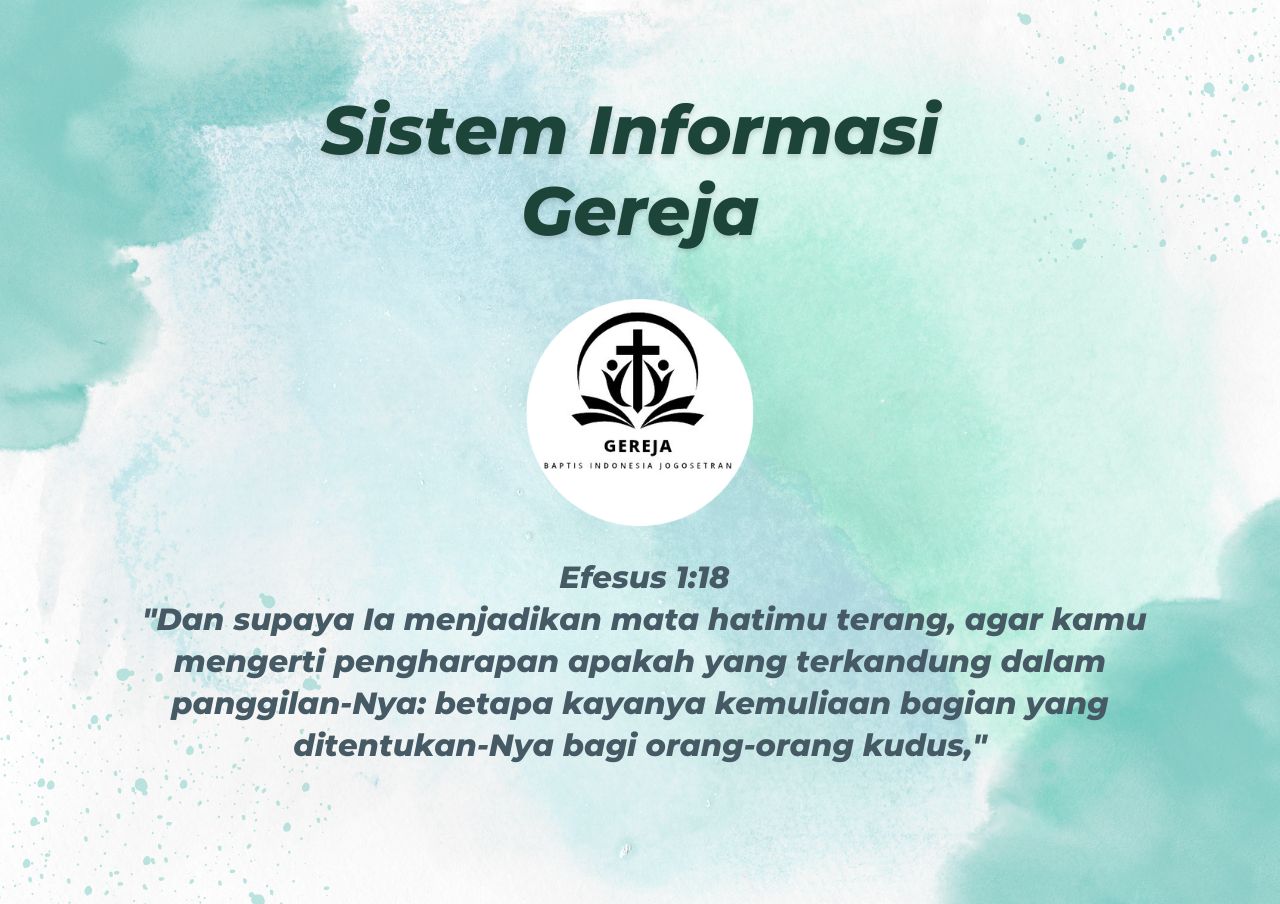 Sistem Informasi
Gereja
GEREJA
BAPTIS INDONESIA JOGOSETRAN
Efesus 1:18
"Dan supaya Ia menjadikan mata hatimu terang, agar kamu
mengerti pengharapan apakah yang terkandung dalam
panggilan-Nya: betapa kayanya kemuliaan bagian yang
ditentukan-Nya bagi orang-orang kudus,"